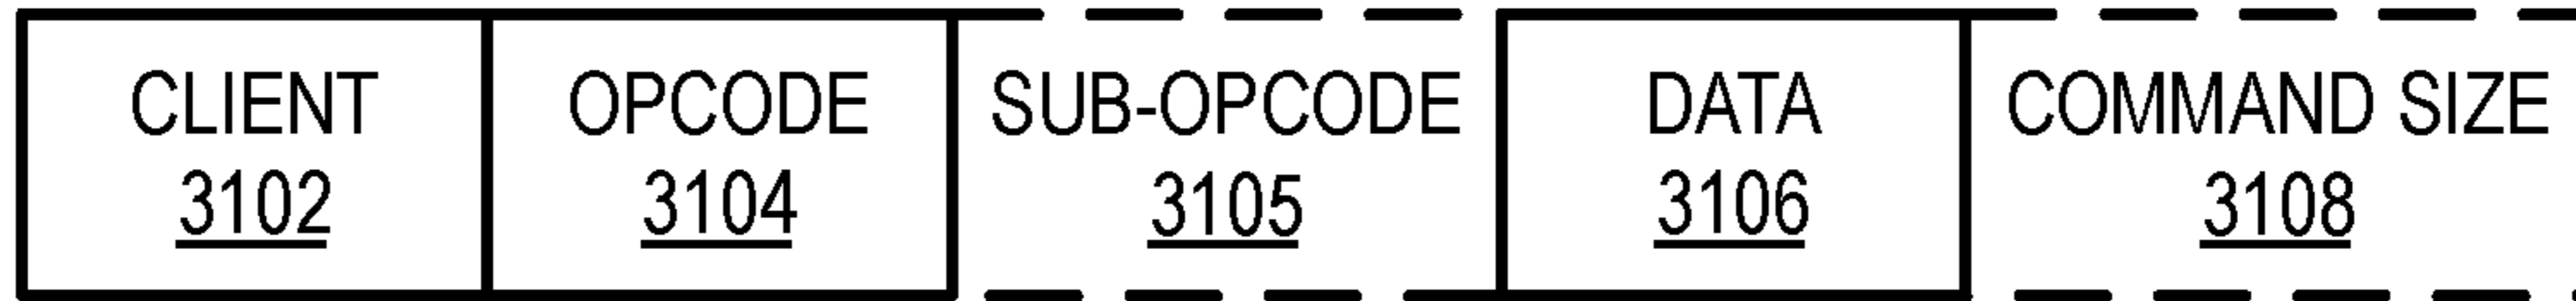 CLIENT
3102
OPCODE
3104
SUB-OPCODE
3105
DATA
3106
COMMAND SIZE
3108